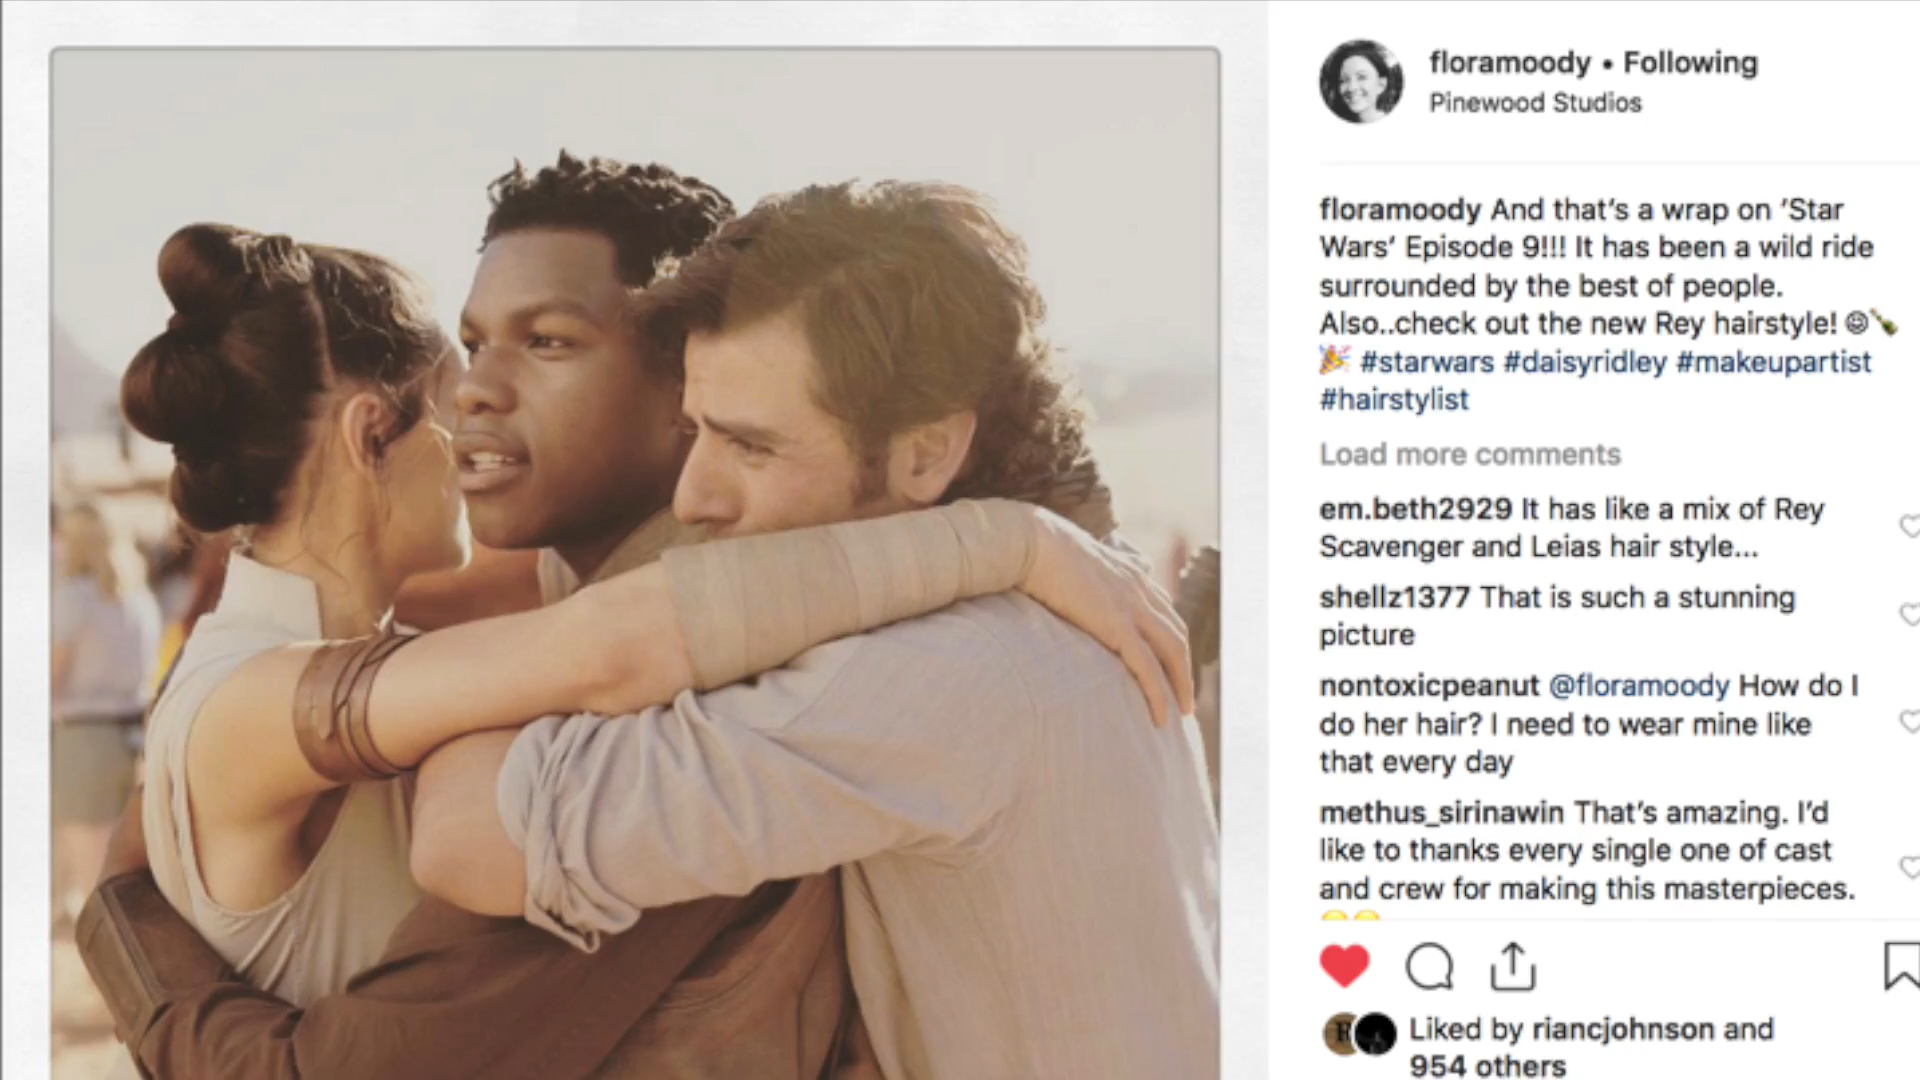 floramoody • Following
Pinewood Studios
floramoody And that's a wrap on 'Star
Wars' Episode 9!!! It has been a wild ride
surrounded by the best of people.
Also..check out the new Rey hairstyle! ☺🍾
🎉 #starwars #daisyridley #makeupartist
#hairstylist
Load more comments
em.beth2929 It has like a mix of Rey
Scavenger and Leias hair style...
shellz1377 That is such a stunning
picture
nontoxicpeanut @floramoody How do I
do her hair? I need to wear mine like
that every day
methus_sirinawin That's amazing. I'd
like to thanks every single one of cast
and crew for making this masterpieces.
Liked by riancjohnson and
954 others